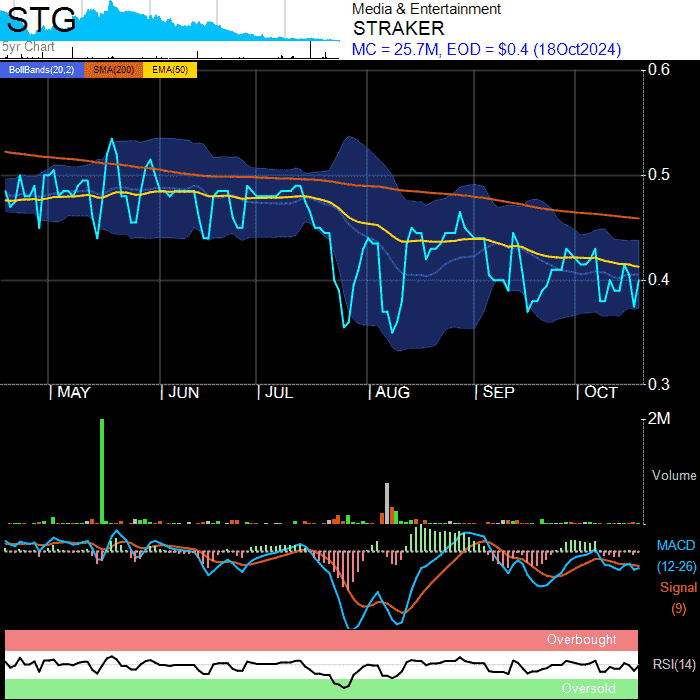 STG
5yr Chart
Media & Entertainment
STRAKER
MC = 25.7M, EOD = $0.4 (18Oct2024)
BollBands(20,2) SMA(200) EMA(50)
0.6
0.5
0.4
0.3
MAY JUN JUL AUG SEP OCT
2M
Volume
MACD
(12-26)
Signal
(9)
Overbought
RSI(14)
Oversold